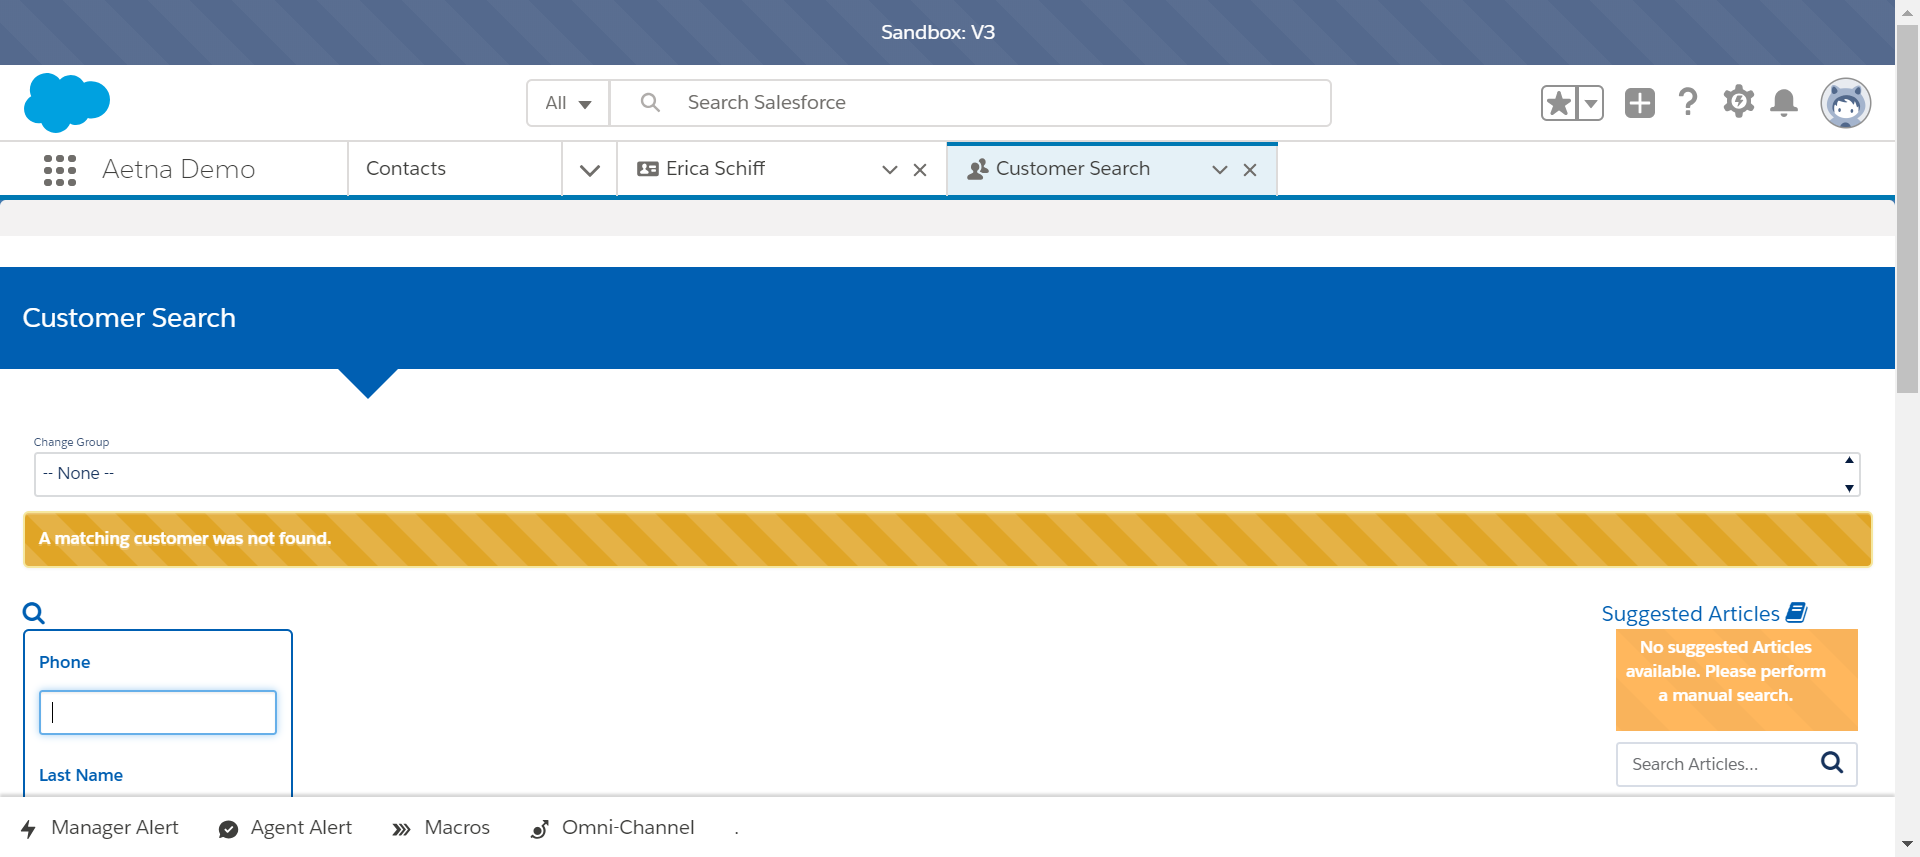 Sandbox: V3
All
Search Salesforce
Aetna Demo
Contacts
Erica Schiff
Customer Search
Customer Search
Change Group
-- None --
A matching customer was not found.
Suggested Articles
No suggested Articles
available. Please perform
a manual search.
Phone
Search Articles...
Last Name
Manager Alert
Agent Alert
Macros
Omni-Channel
.